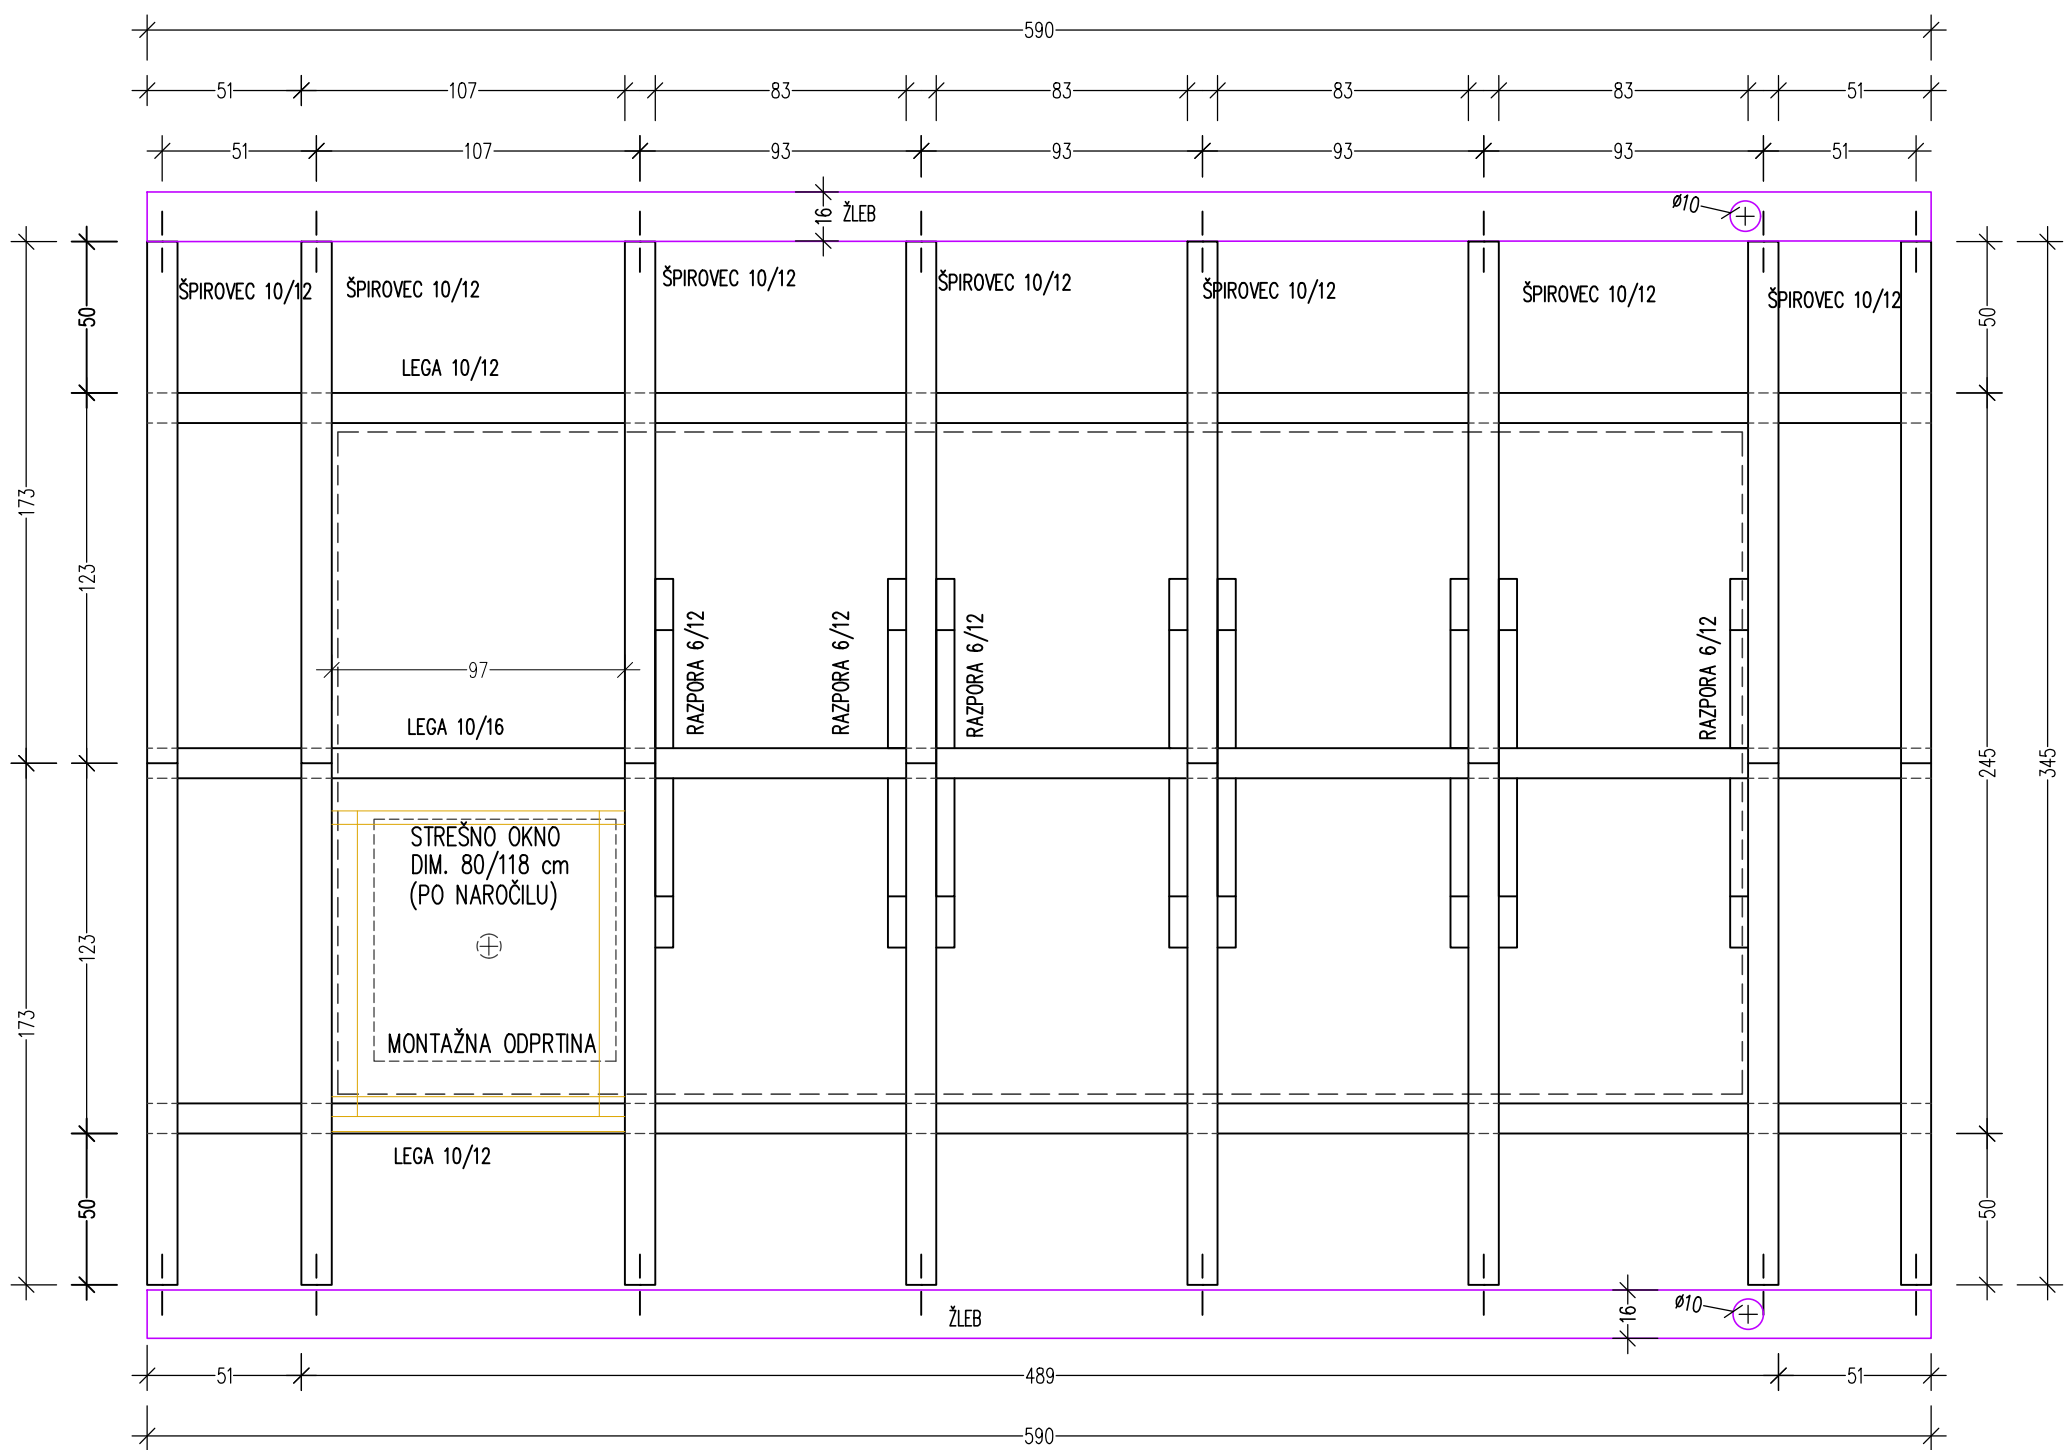 590
51 107 83 83 83 83 51
51 107 93 93 93 93 51
16 ŽLEB ø10
ŠPIROVEC 10/12 ŠPIROVEC 10/12 ŠPIROVEC 10/12 ŠPIROVEC 10/12 ŠPIROVEC 10/12 ŠPIROVEC 10/12 ŠPIROVEC 10/12
50 50
LEGA 10/12
173
123
RAZPORA 6/12 RAZPORA 6/12 RAZPORA 6/12 RAZPORA 6/12
97
LEGA 10/16
245 345
STREŠNO OKNO
DIM. 80/118 cm
(PO NAROČILU)
123
173
MONTAŽNA ODPRTINA
LEGA 10/12
50 50
ŽLEB 16 ø10
51 489 51
590